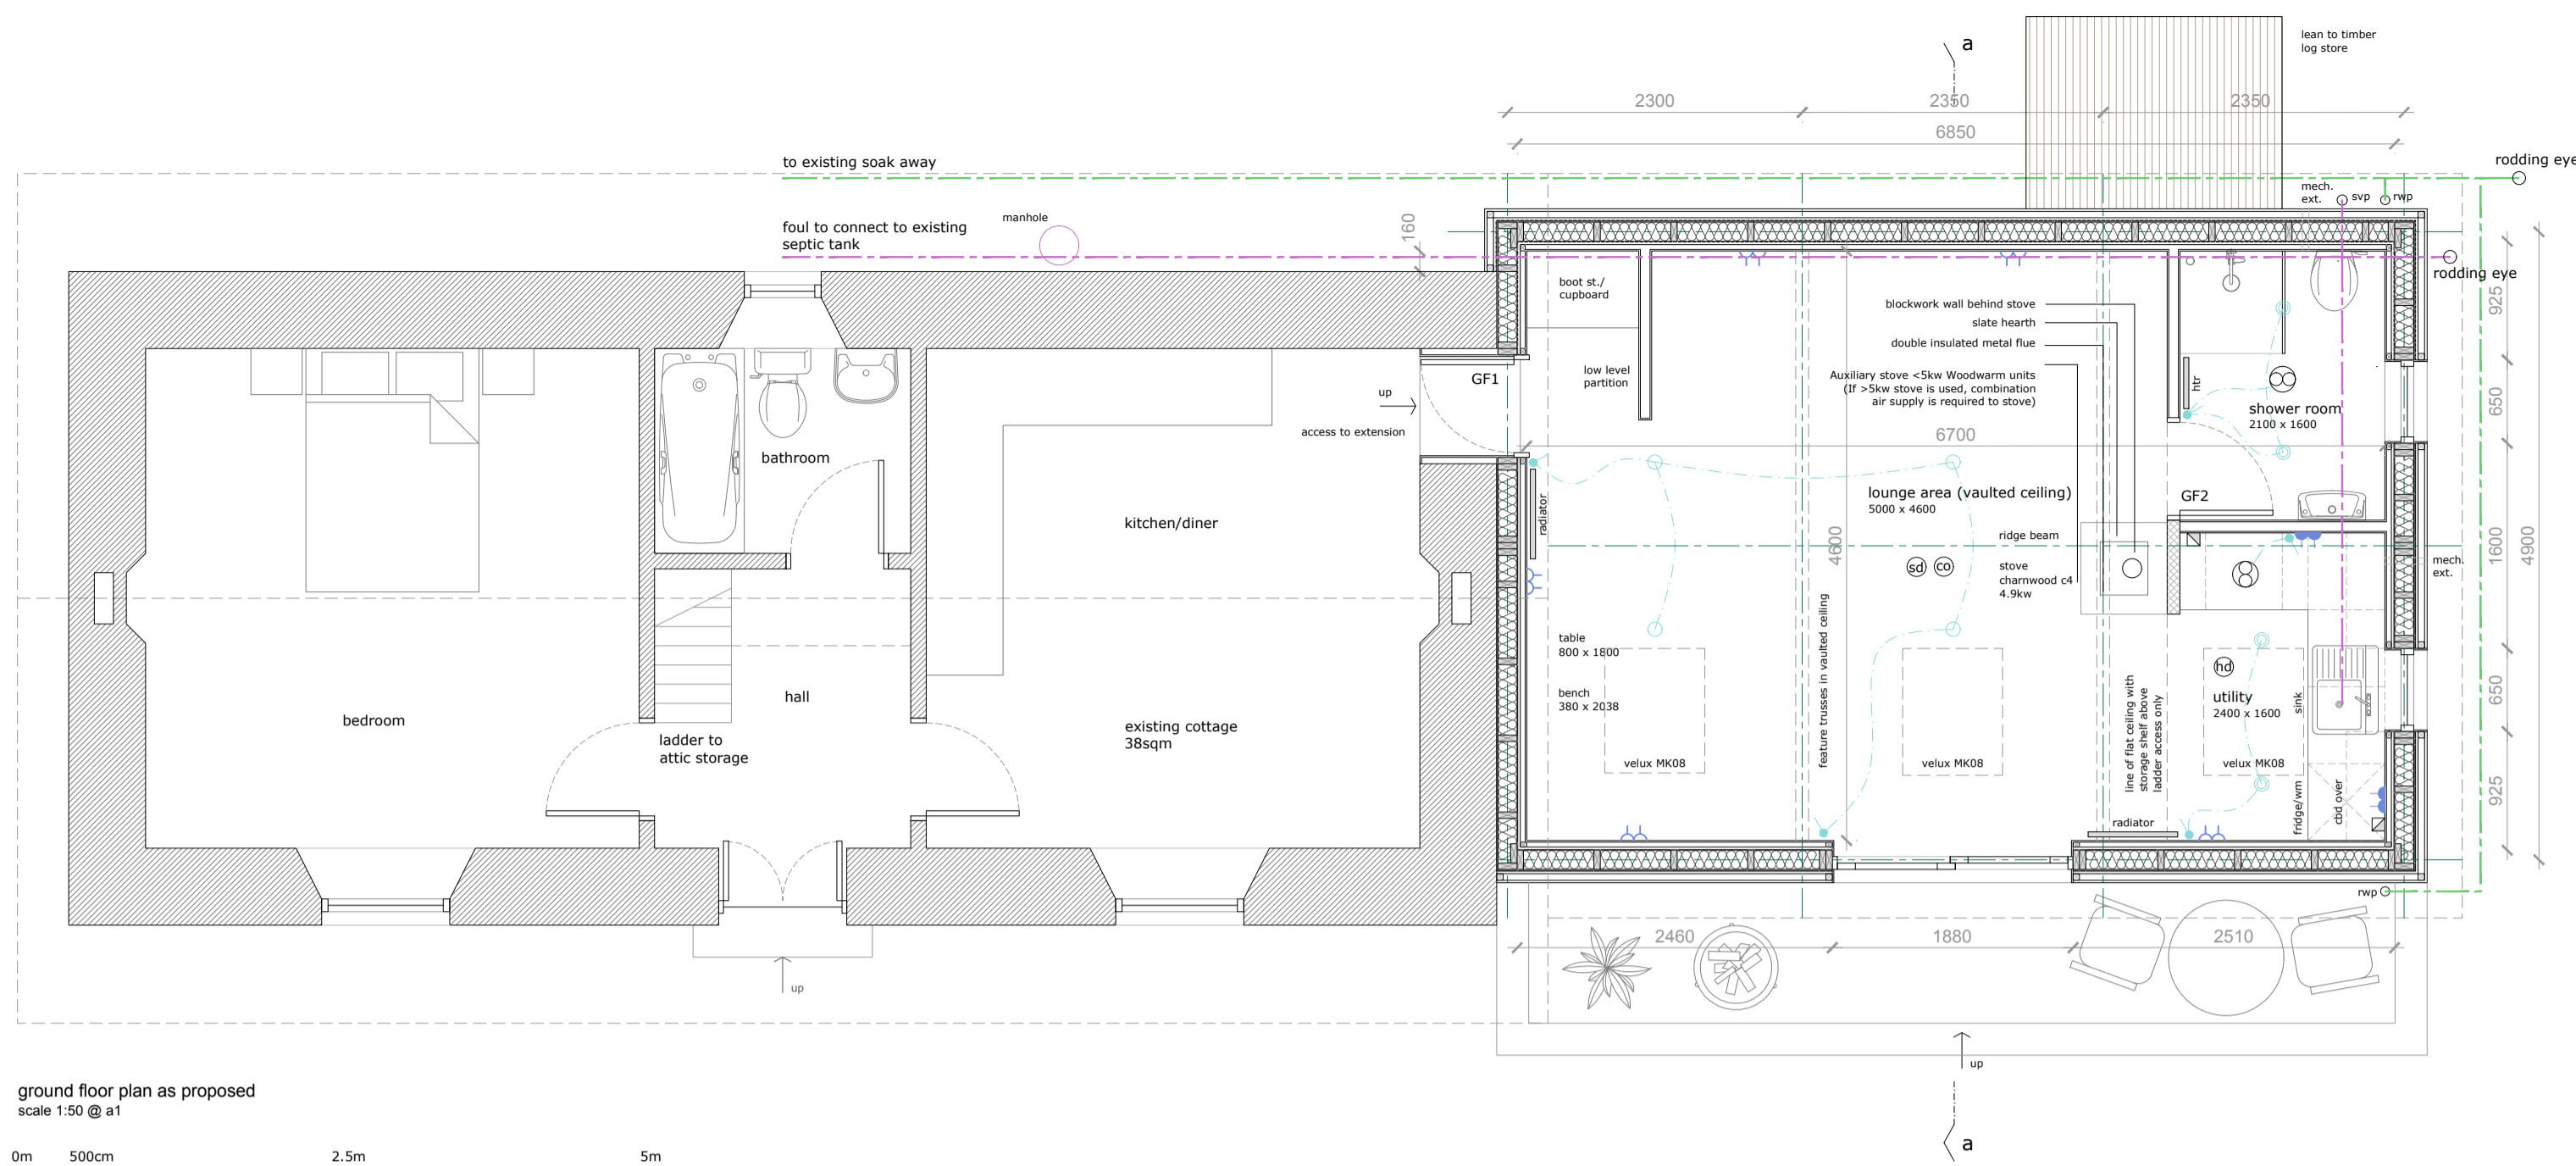 a
lean to timber
log store
2300
2350
2350
6850
to existing soak away
rodding eye
mech.
ext.
svp
rwp
manhole
foul to connect to existing
septic tank
160
rodding eye
boot st./
cupboard
925
blockwork wall behind stove
slate hearth
double insulated metal flue
Auxiliary stove <5kw Woodwarm units
(If >5kw stove is used, combination
air supply is required to stove)
low level
partition
GF1
up
access to extension
htr
shower room
2100 x 1600
650
6700
bathroom
lounge area (vaulted ceiling)
5000 x 4600
GF2
radiator
kitchen/diner
ridge beam
4600
sd
co
stove
charnwood c4
4.9kw
1600
4900
mech.
ext.
table
800 x 1800
bench
380 x 2038
feature trusses in vaulted ceiling
hd
utility
2400 x 1600
sink
650
hall
bedroom
existing cottage
38sqm
ladder to
attic storage
line of flat ceiling with
storage shelf above
ladder access only
velux MK08
velux MK08
velux MK08
fridge/wm
cbd over
925
radiator
rwp
2460
1880
2510
up
up
ground floor plan as proposed
scale 1:50 @ a1
a
0m
500cm
2.5m
5m